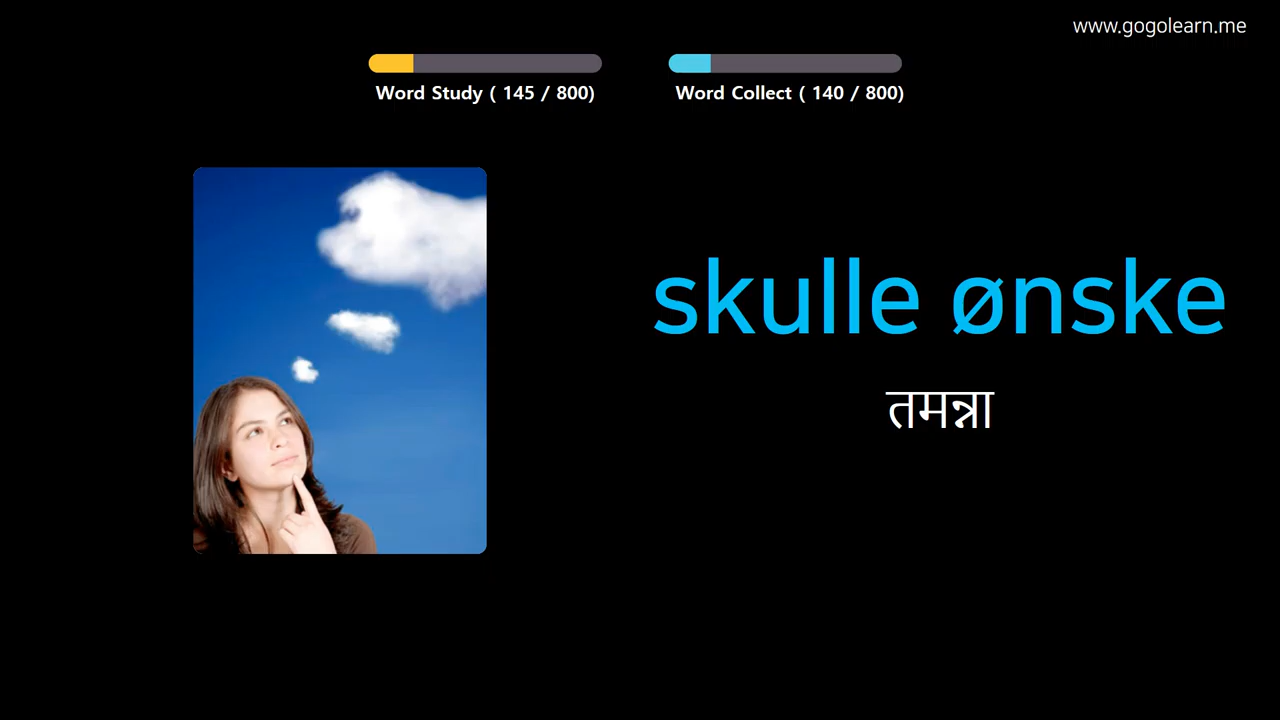 www.gogolearn.me
Word Study ( 145 / 800)
Word Collect ( 140 / 800)
skulle ønske
तमन्ना